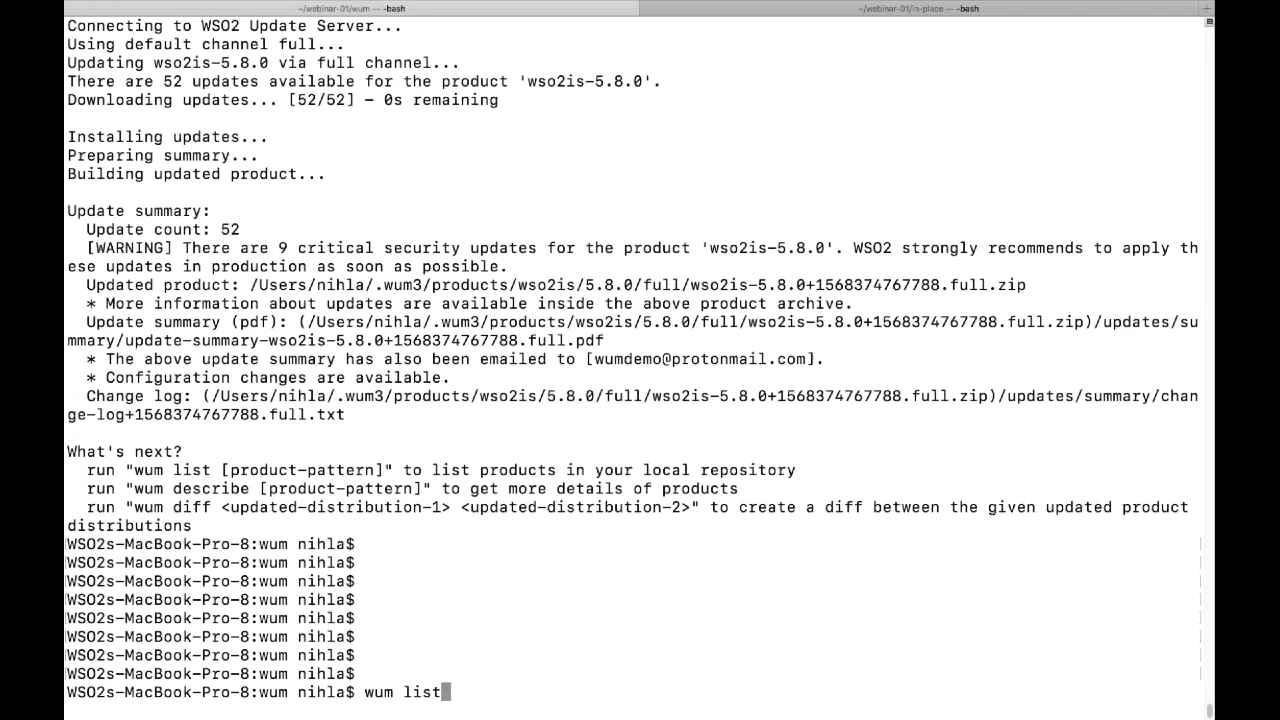 ~/webinar-01/wum — -bash
~/webinar-01/in-place — -bash
Connecting to WSO2 Update Server...
Using default channel full...
Updating wso2is-5.8.0 via full channel...
There are 52 updates available for the product 'wso2is-5.8.0'.
Downloading updates... [52/52] - 0s remaining
Installing updates...
Preparing summary...
Building updated product...
Update summary:
Update count: 52
[WARNING] There are 9 critical security updates for the product 'wso2is-5.8.0'. WSO2 strongly recommends to apply th
ese updates in production as soon as possible.
Updated product: /Users/nihla/.wum3/products/wso2is/5.8.0/full/wso2is-5.8.0+1568374767788.full.zip
* More information about updates are available inside the above product archive.
Update summary (pdf): (/Users/nihla/.wum3/products/wso2is/5.8.0/full/wso2is-5.8.0+1568374767788.full.zip)/updates/su
mmary/update-summary-wso2is-5.8.0+1568374767788.full.pdf
* The above update summary has also been emailed to [wumdemo@protonmail.com].
* Configuration changes are available.
Change log: (/Users/nihla/.wum3/products/wso2is/5.8.0/full/wso2is-5.8.0+1568374767788.full.zip)/updates/summary/chan
ge-log+1568374767788.full.txt
What's next?
run "wum list [product-pattern]" to list products in your local repository
run "wum describe [product-pattern]" to get more details of products
run "wum diff <updated-distribution-1> <updated-distribution-2>" to create a diff between the given updated product
distributions
WSO2s-MacBook-Pro-8:wum nihla$
WSO2s-MacBook-Pro-8:wum nihla$
WSO2s-MacBook-Pro-8:wum nihla$
WSO2s-MacBook-Pro-8:wum nihla$
WSO2s-MacBook-Pro-8:wum nihla$
WSO2s-MacBook-Pro-8:wum nihla$
WSO2s-MacBook-Pro-8:wum nihla$
WSO2s-MacBook-Pro-8:wum nihla$
WSO2s-MacBook-Pro-8:wum nihla$ wum list